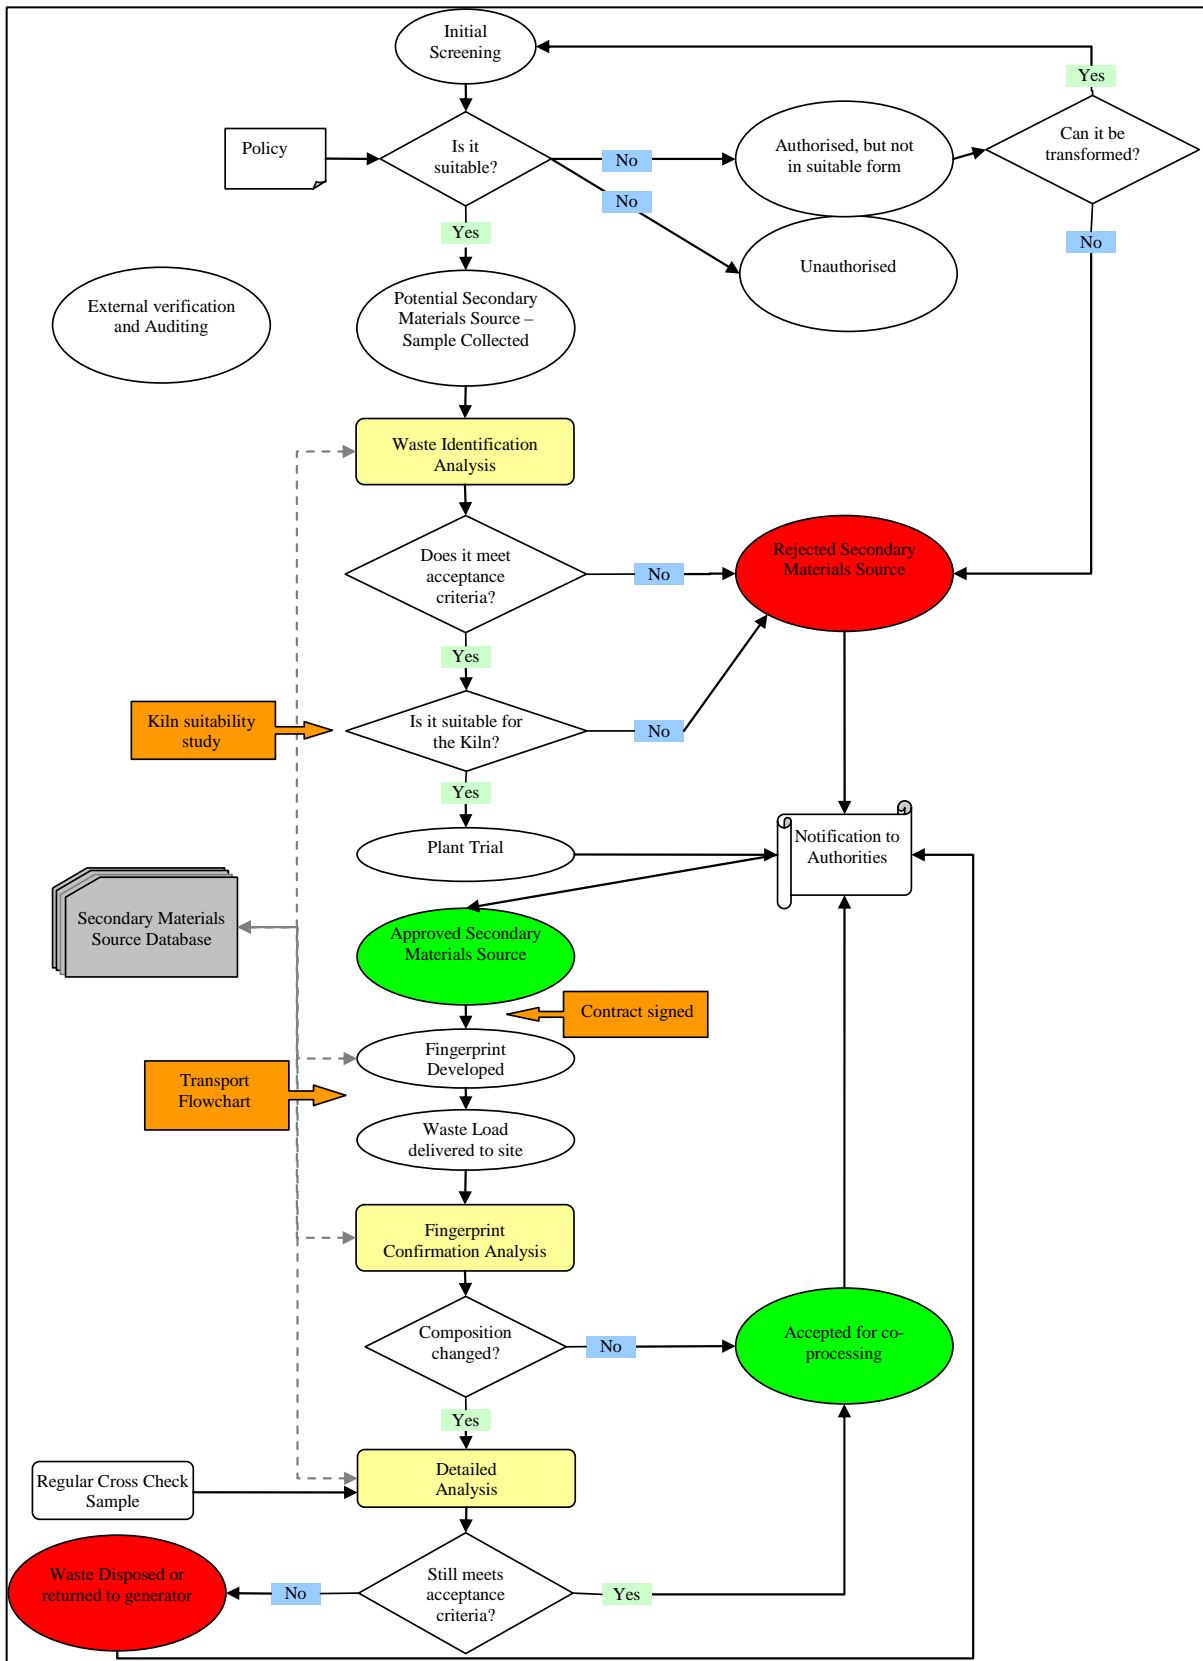 Initial
Screening
Yes
Policy
Is it
suitable?
No
Authorised, but not
in suitable form
Can it be
transformed?
No
Yes
Unauthorised
No
External verification
and Auditing
Potential Secondary
Materials Source –
Sample Collected
Waste Identification
Analysis
Does it meet
acceptance
criteria?
No
Rejected Secondary
Materials Source
Yes
Kiln suitability
study
Is it suitable for
the Kiln?
No
Yes
Plant Trial
Notification to
Authorities
Secondary Materials
Source Database
Approved Secondary
Materials Source
Contract signed
Fingerprint
Developed
Transport
Flowchart
Waste Load
delivered to site
Fingerprint
Confirmation Analysis
Composition
changed?
No
Accepted for co-
processing
Yes
Regular Cross Check
Sample
Detailed
Analysis
Waste Disposed or
returned to generator
No
Still meets
acceptance
criteria?
Yes